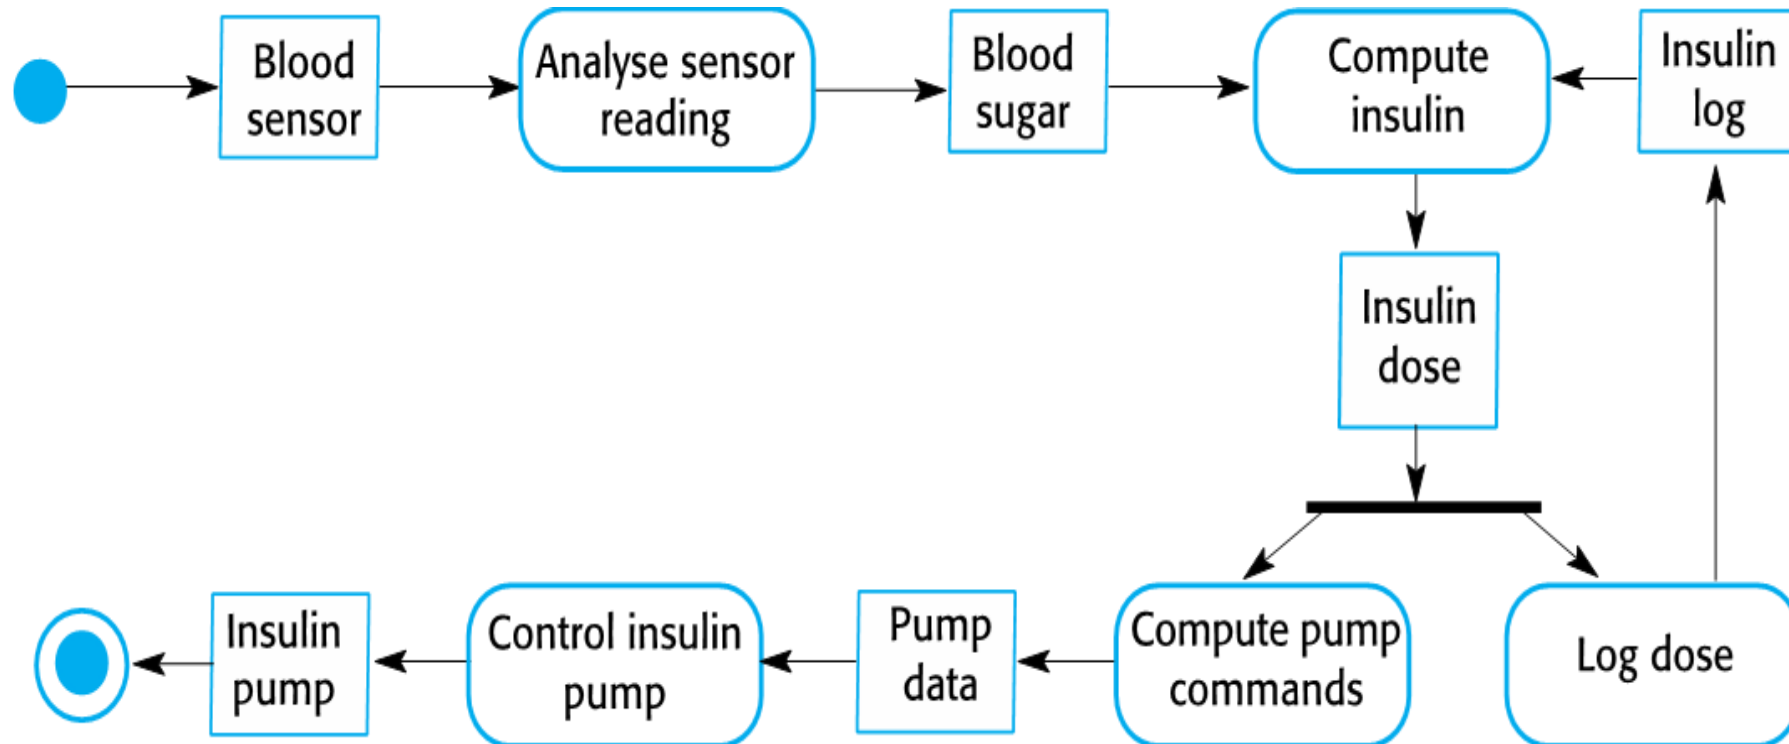 Blood
sensor
Analyse sensor
reading
Blood
sugar
Compute
insulin
Insulin
log
Insulin
dose
Insulin
pump
Control insulin
pump
Pump
data
Compute pump
commands
Log dose